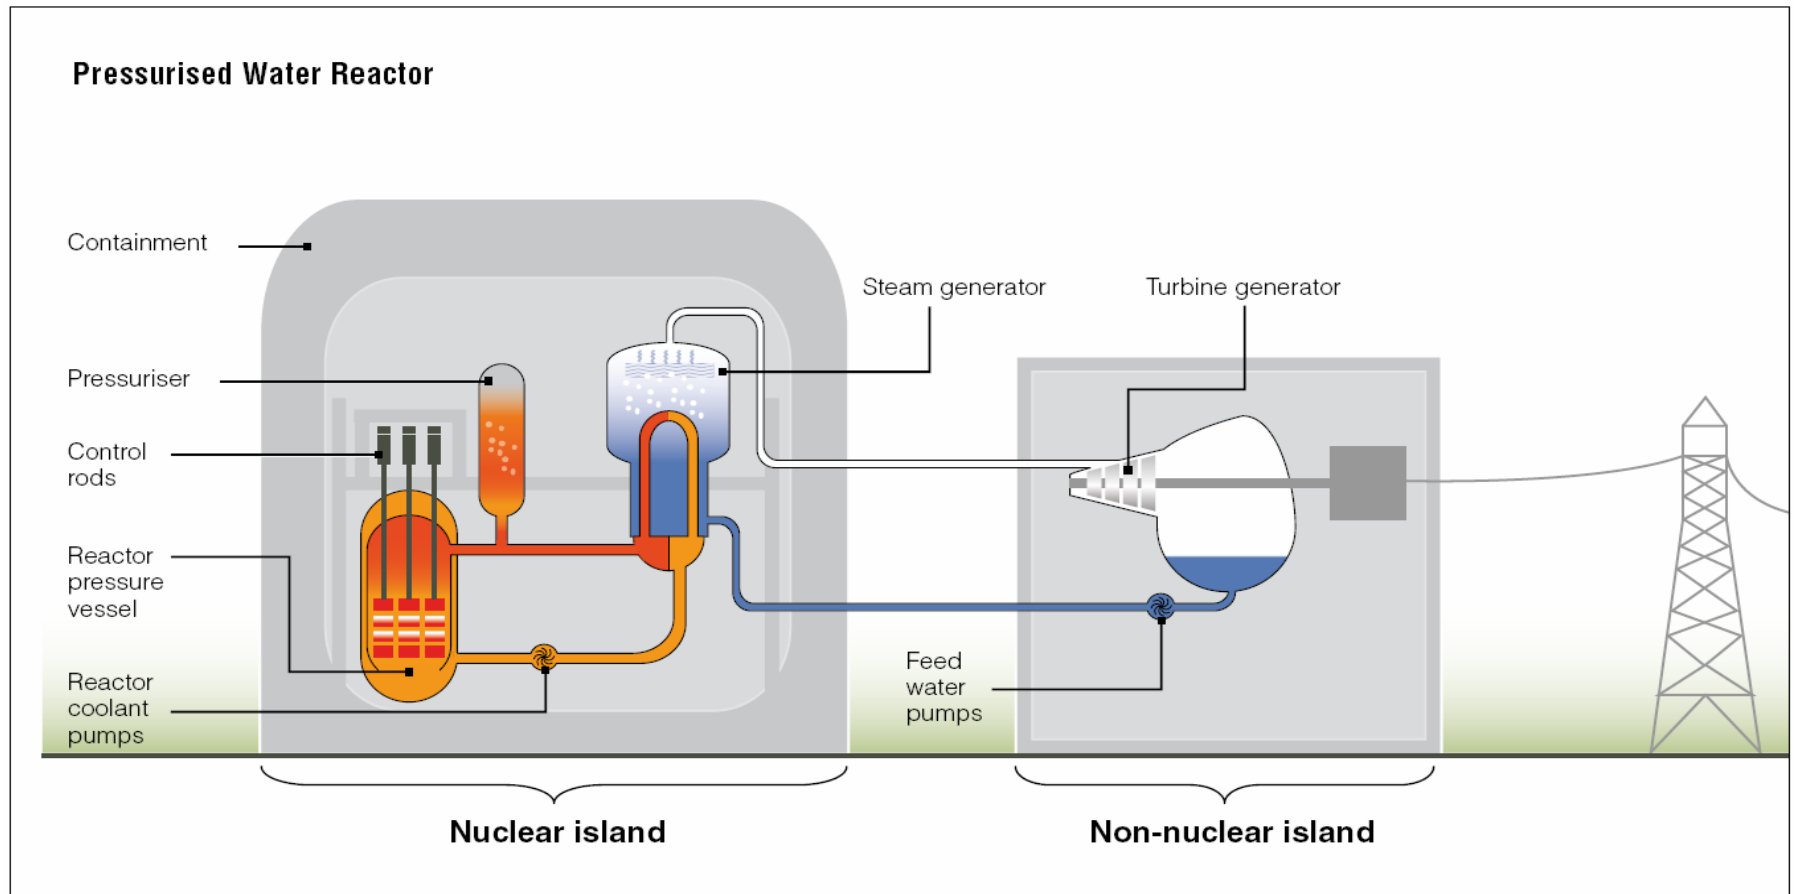 Pressurised Water Reactor
Containment
Steam generator
Turbine generator
Pressuriser
Control
rods
Reactor
pressure
vessel
Reactor
coolant
pumps
Feed
water
pumps
Nuclear island
Non-nuclear island